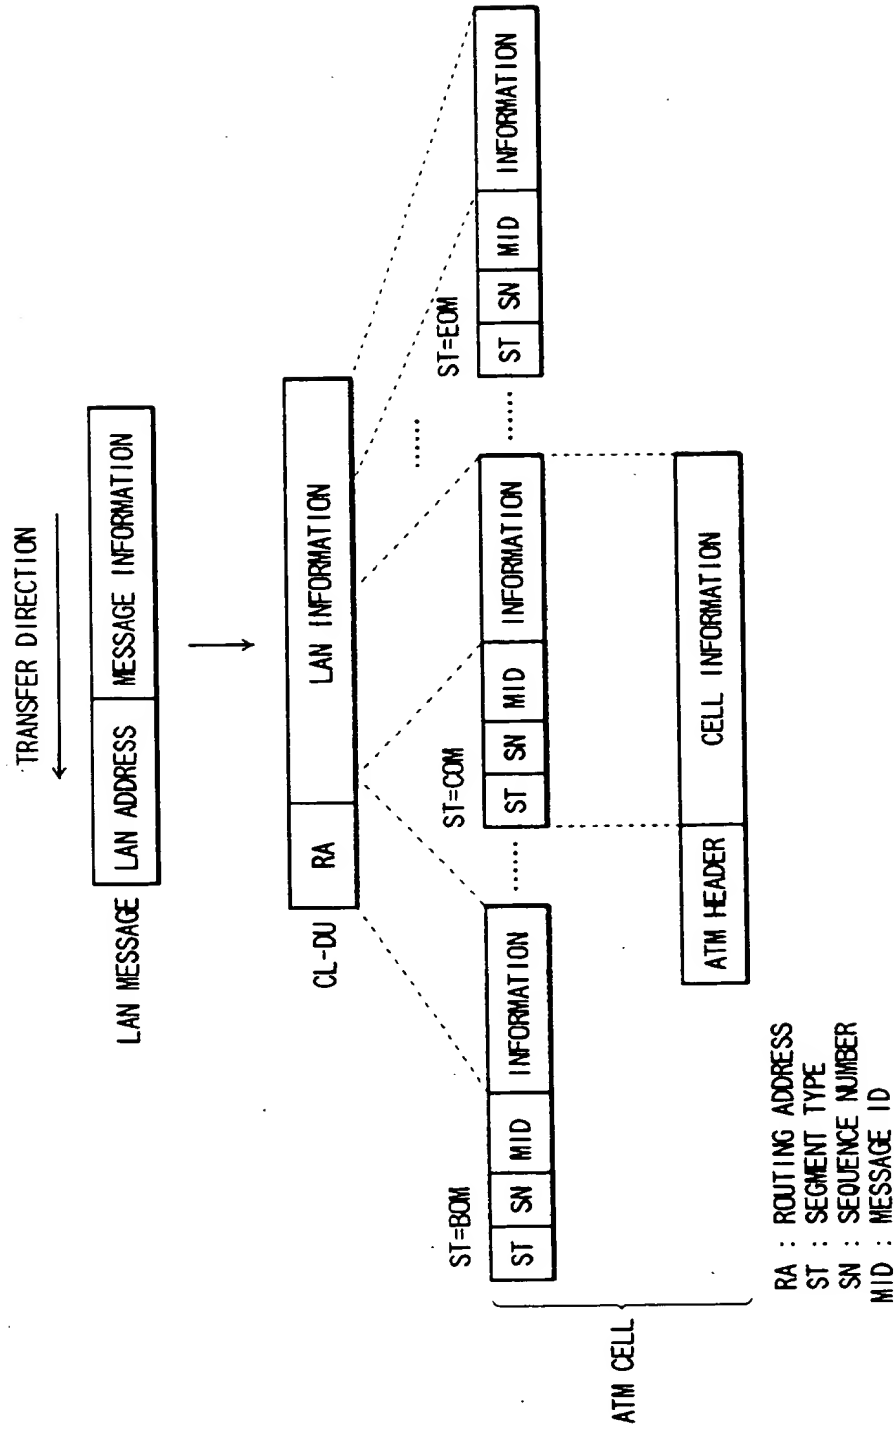 TRANSFER DIRECTION
LAN MESSAGE LAN ADDRESS MESSAGE INFORMATION
CL-DU RA LAN INFORMATION
......
ST=BOM ST=COM ST=EOM
ST SN MID INFORMATION ...... ST SN MID INFORMATION ...... ST SN MID INFORMATION
ATM CELL
ATM HEADER CELL INFORMATION
RA : ROUTING ADDRESS
ST : SEGMENT TYPE
SN : SEQUENCE NUMBER
MID : MESSAGE ID